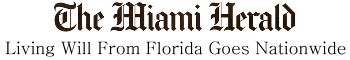 The Miami Herald
Living Will From Florida Goes Nationwide